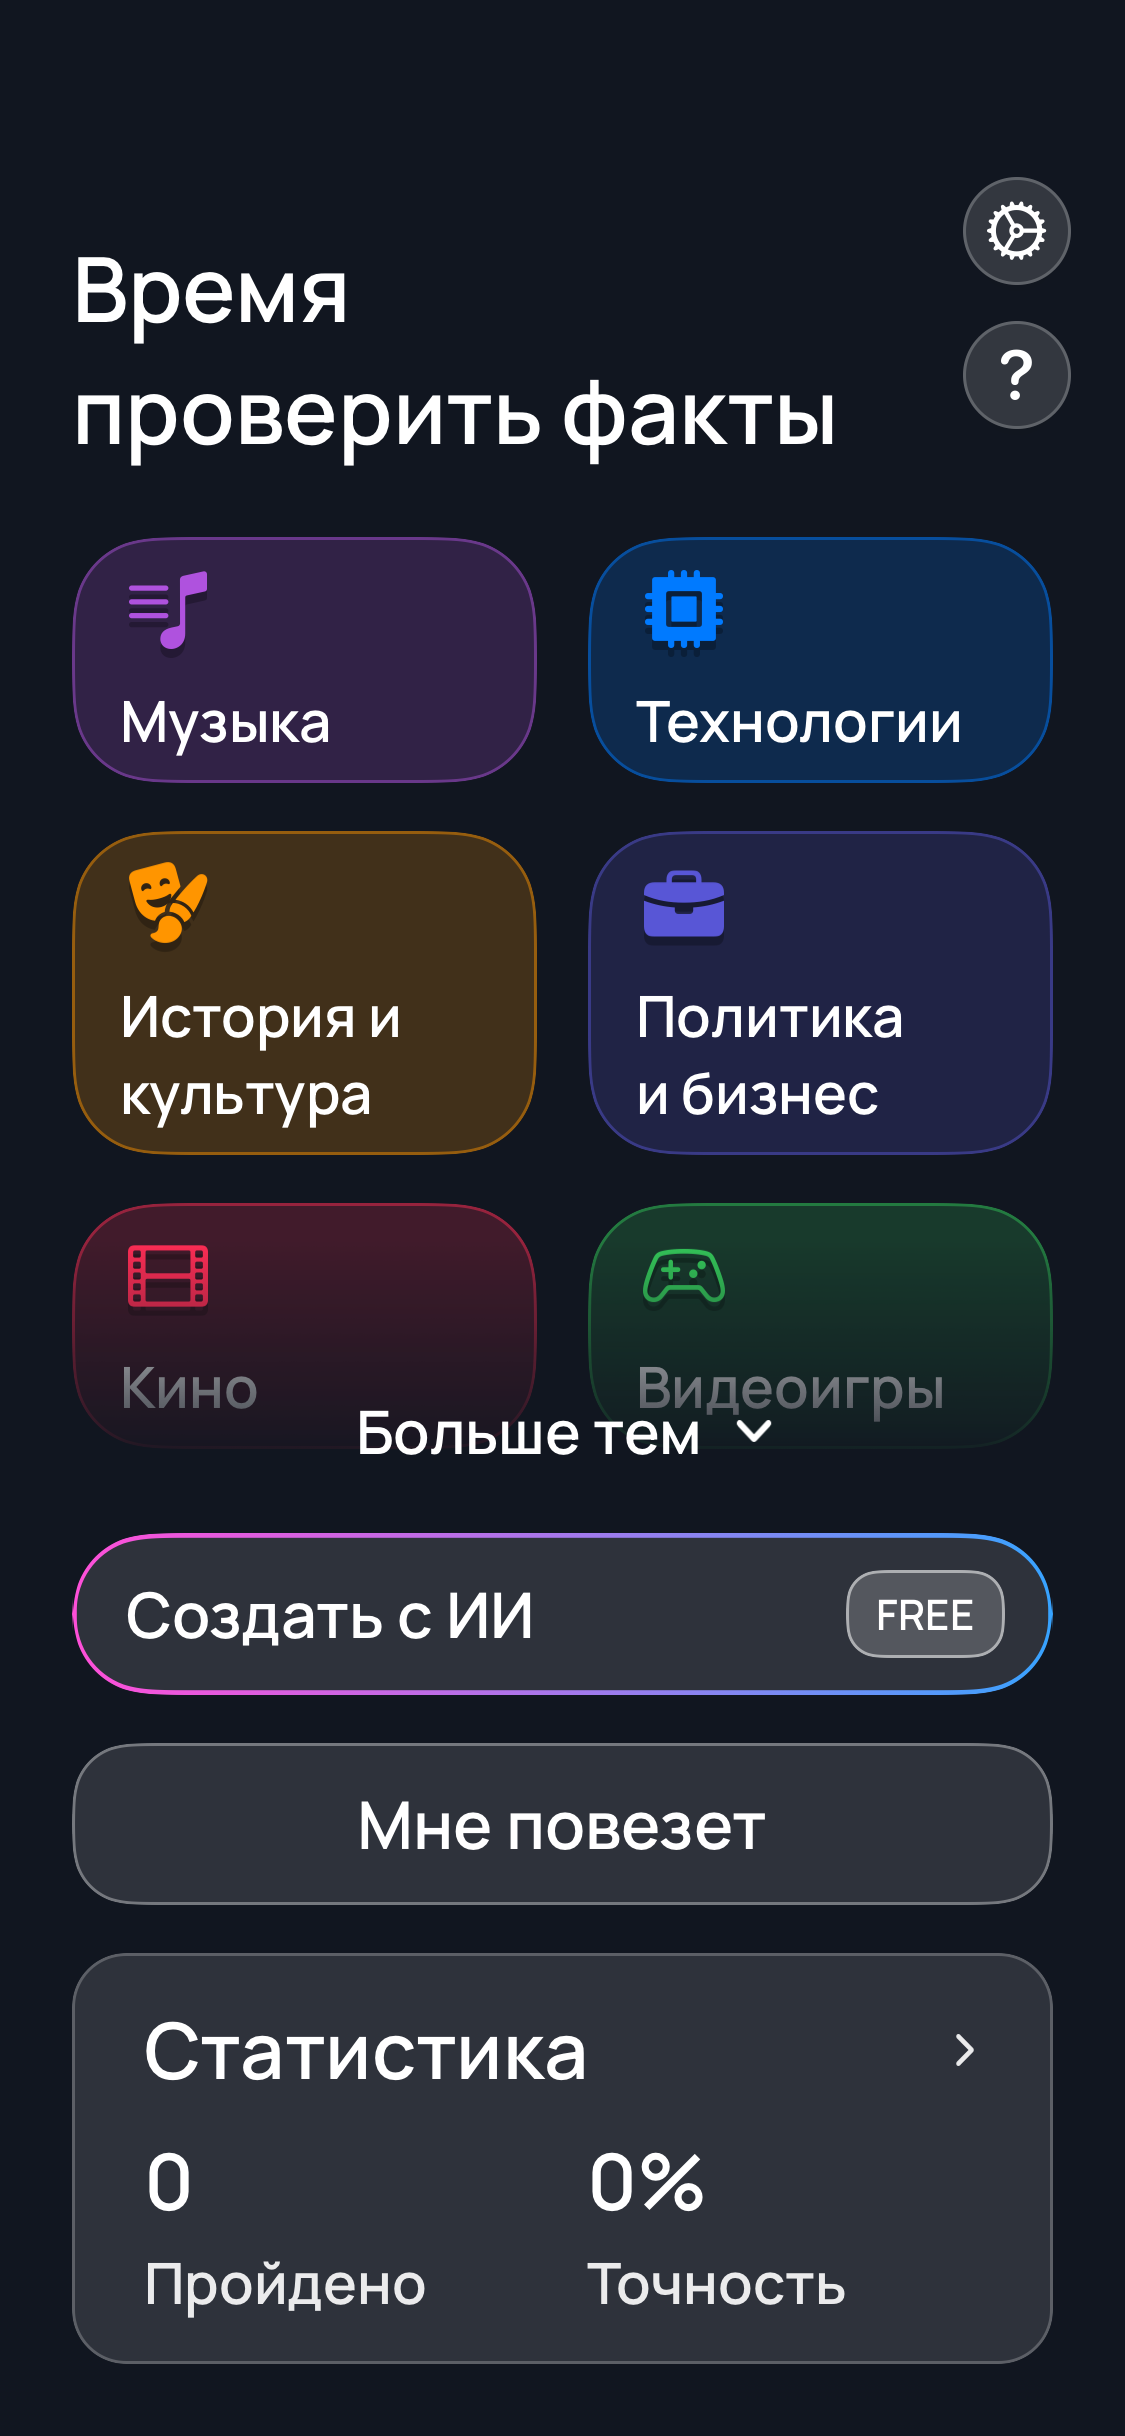 Время
проверить факты
?
Музыка
Технологии
История и
культура
Политика
и бизнес
Кино
Видеоигры
Больше тем
Создать с ИИ
FREE
Мне повезет
Статистика
0
0%
Пройдено
Точность